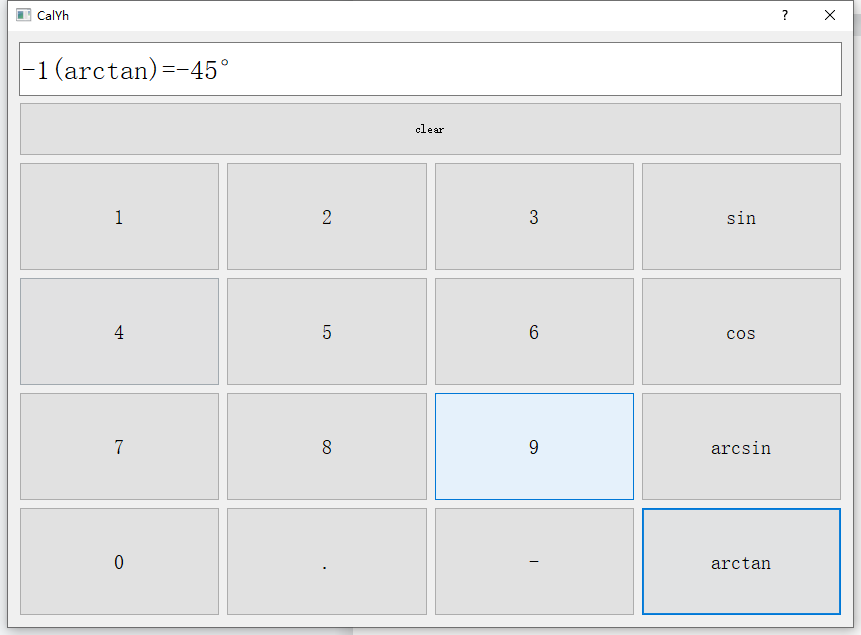 CalYh ?
-1(arctan)=-45°
clear
1 2 3 sin
4 5 6 cos
7 8 9 arcsin
0 . - arctan